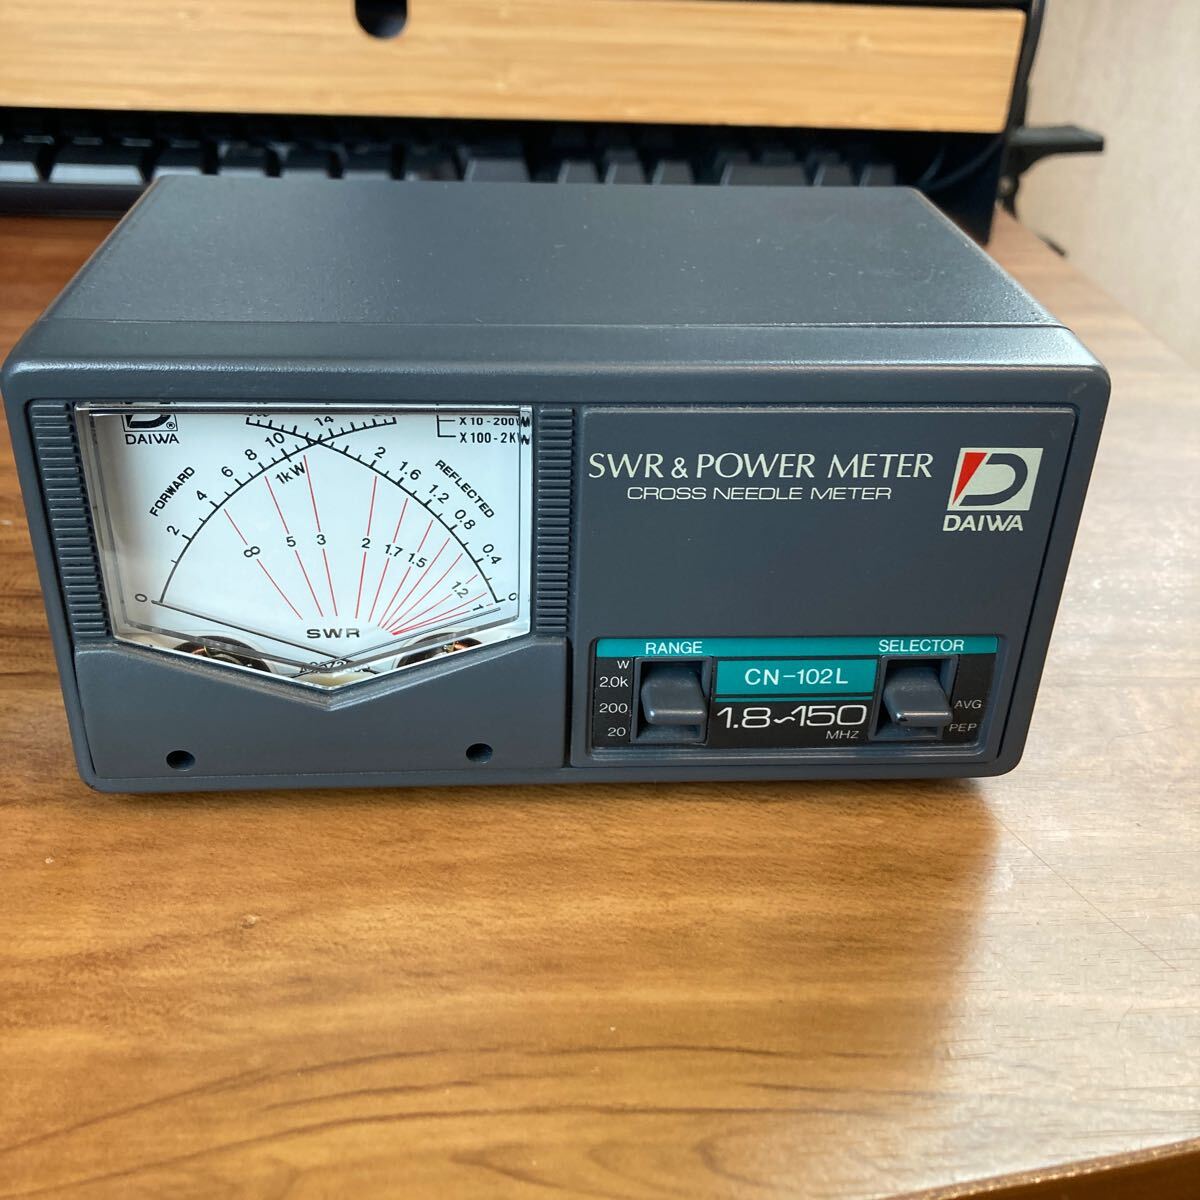 DAIWA
X10-200W
X100-2KW
FORWARD
0 2 4 6 8 10 14
1kW
REFLECTED
2 1.6 1.2 0.8 0.4 0
∞ 5 3 2 1.7 1.5 1.2 1
SWR
SWR & POWER METER
CROSS NEEDLE METER
DAIWA
RANGE
SELECTOR
W
2.0k
200
20
CN-102L
1.8~150
MHz
AVG
PEP